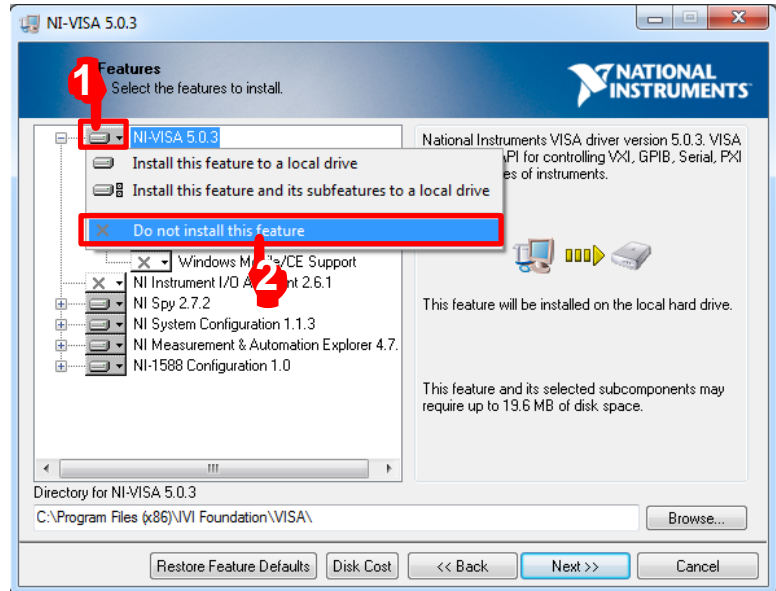 NI-VISA 5.0.3
Features
Select the features to install.
NATIONAL
INSTRUMENTS
1
NI-VISA 5.0.3
Install this feature to a local drive
Install this feature and its subfeatures to a local drive
Do not install this feature
2
Windows /CE Support
NI Instrument I/O 2.6.1
NI Spy 2.7.2
NI System Configuration 1.1.3
NI Measurement & Automation Explorer 4.7.
NI-1588 Configuration 1.0
National Instruments VISA driver version 5.0.3. VISA
API for controlling VXI, GPIB, Serial, PXI
of instruments.
This feature will be installed on the local hard drive.
This feature and its selected subcomponents may
require up to 19.6 MB of disk space.
Directory for NI-VISA 5.0.3
C:\Program Files (x86)\IVI Foundation\VISA\
Browse...
Restore Feature Defaults
Disk Cost
<< Back
Next >>
Cancel